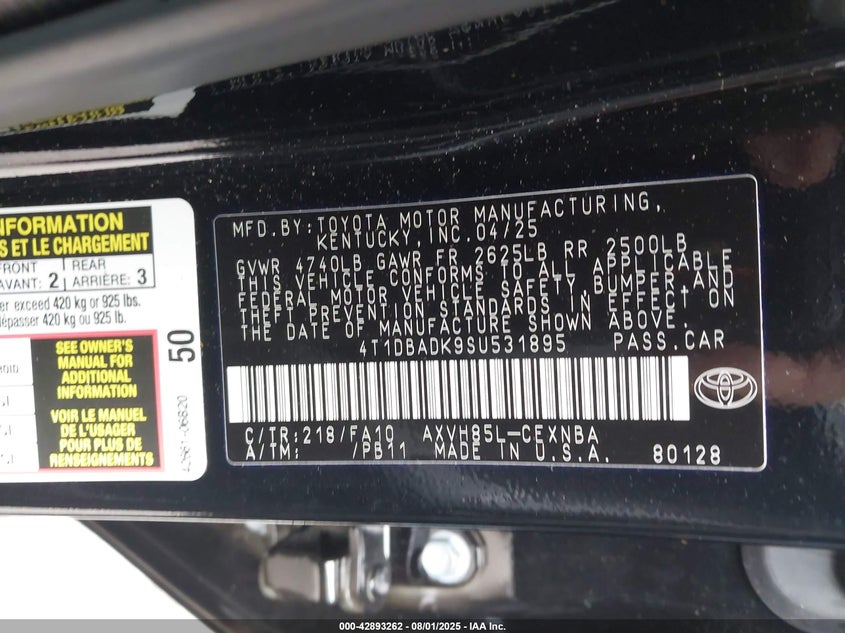 NFORMATION
S ET LE CHARGEMENT
FRONT
AVANT: 2
REAR
ARRIÈRE: 3
er exceed 420 kg or 925 lbs.
dépasser 420 kg ou 925 lb.
SEE OWNER'S
MANUAL FOR
ADDITIONAL
INFORMATION
VOIR LE MANUEL
DE L'USAGER
POUR PLUS DE
RENSEIGNEMENTS
50
MFD.BY:TOYOTA MOTOR MANUFACTURING,
KENTUCKY,INC.04/25
GVWR 4740LB GAWR FR 2625LB RR 2500LB
THIS VEHICLE CONFORMS TO ALL APPLICABLE
FEDERAL MOTOR VEHICLE SAFETY,BUMPER,AND
THEFT PREVENTION STANDARDS IN EFFECT ON
THE DATE OF MANUFACTURE SHOWN ABOVE.
4T1DBADK9SU531895 PASS.CAR
C/TR:218/FA10 AXVH85L-CEXNBA
A/TM: /PB11 MADE IN U.S.A. 80128
000-42893262 - 08/01/2025 - IAA Inc.